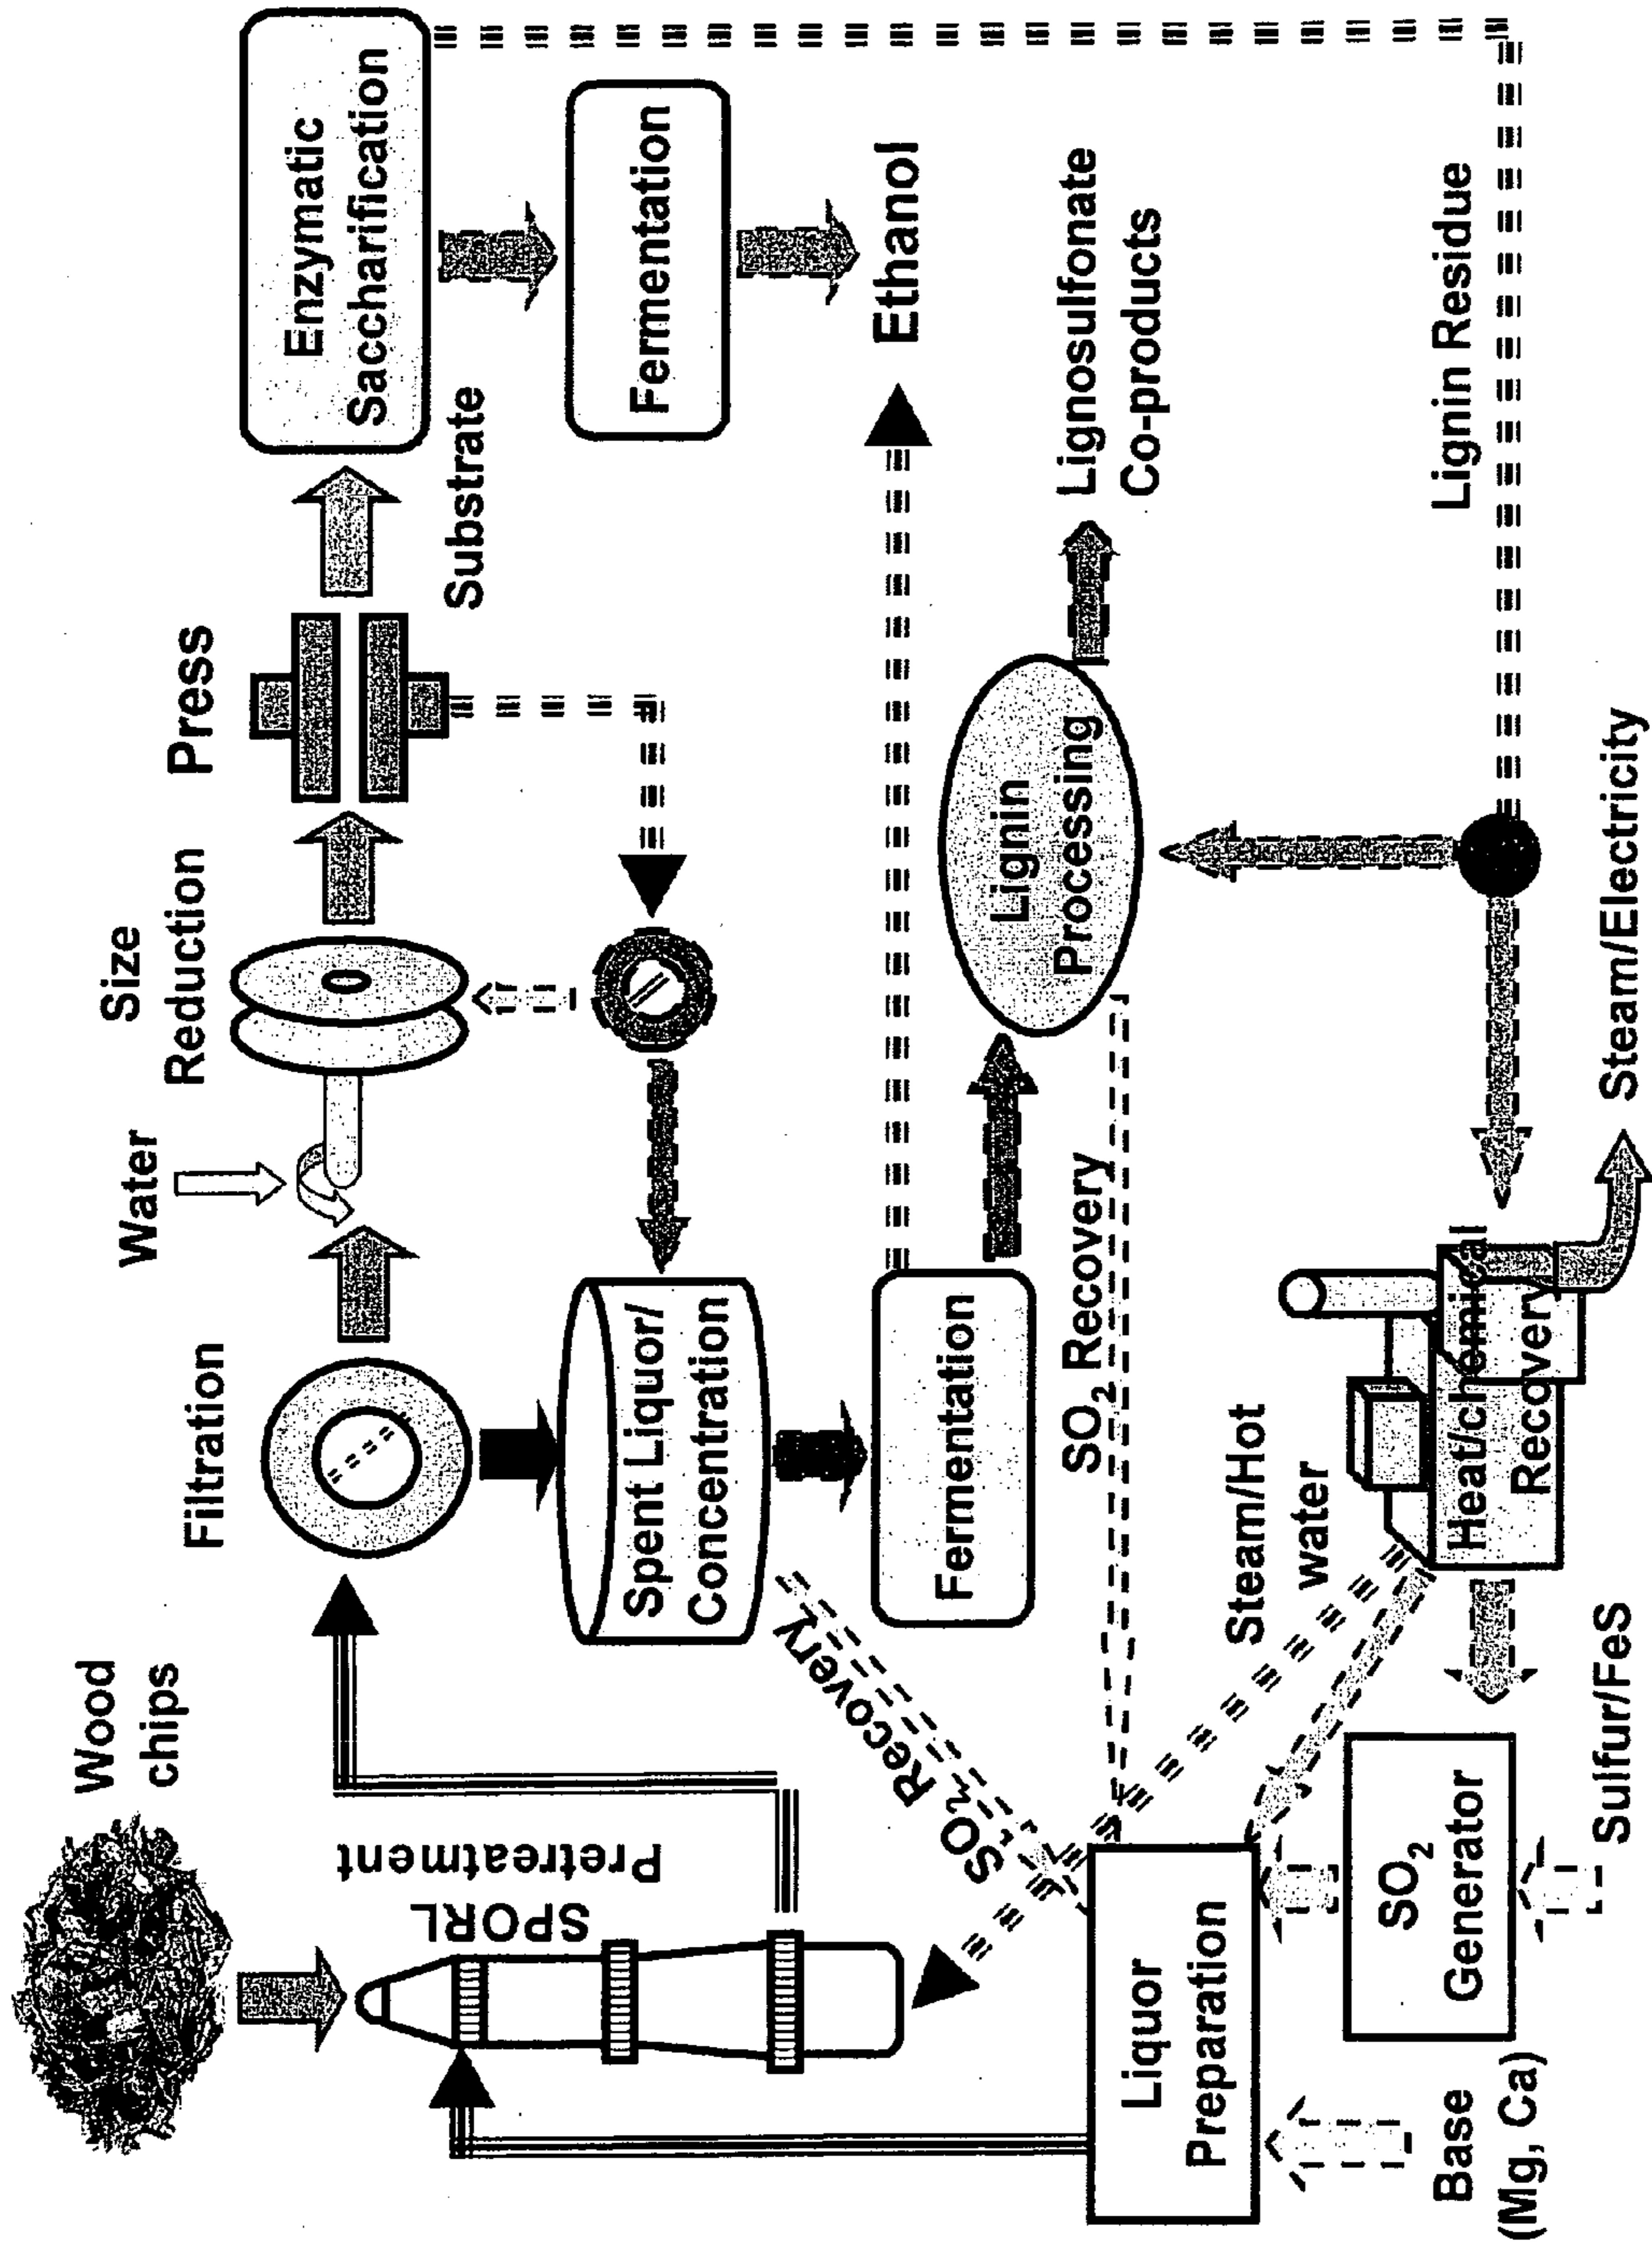 Wood
chips
SPORL
Pretreatment
Filtration
Water
Size
Reduction
Press
Substrate
Enzymatic
Saccharification
Fermentation
Ethanol
Spent Liquor/
Concentration
Fermentation
SO₂ Recovery
SO₂ Recovery
Lignin
Processing
Lignosulfonate
Co-products
Lignin Residue
Liquor
Preparation
Steam/Hot
water
Heat/chemical
Recovery
Steam/Electricity
SO₂
Generator
Base
(Mg, Ca)
Sulfur/FeS